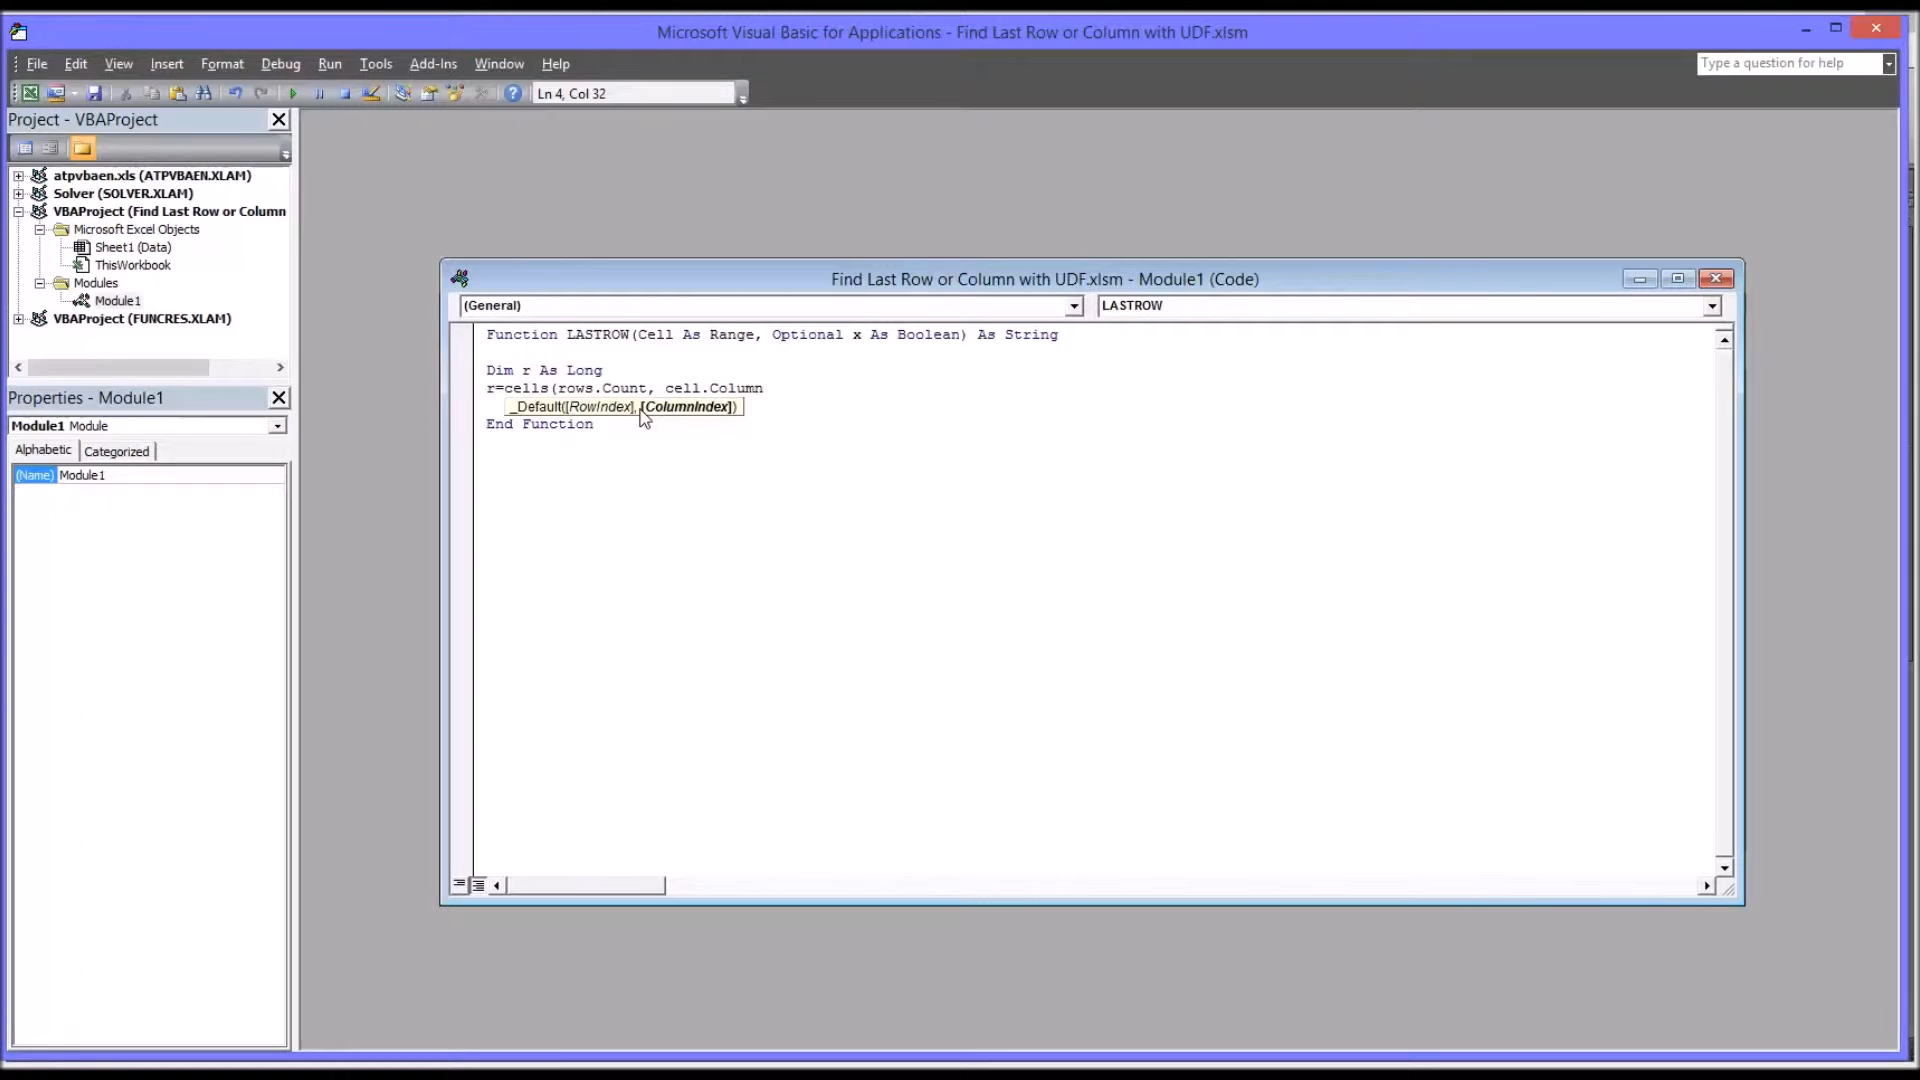 Microsoft Visual Basic for Applications - Find Last Row or Column with UDF.xlsm
File Edit View Insert Format Debug Run Tools Add-Ins Window Help
Type a question for help
Ln 4, Col 32
Project - VBAProject
atpvbaen.xls (ATPVBAEN.XLAM)
Solver (SOLVER.XLAM)
VBAProject (Find Last Row or Column
Microsoft Excel Objects
Sheet1 (Data)
ThisWorkbook
Modules
Module1
VBAProject (FUNCRES.XLAM)
Properties - Module1
Module1 Module
Alphabetic Categorized
(Name) Module1
Find Last Row or Column with UDF.xlsm - Module1 (Code)
(General) LASTROW
Function LASTROW(Cell As Range, Optional x As Boolean) As String
Dim r As Long
r=cells(rows.Count, cell.Column
_Default([RowIndex], [ColumnIndex])
End Function